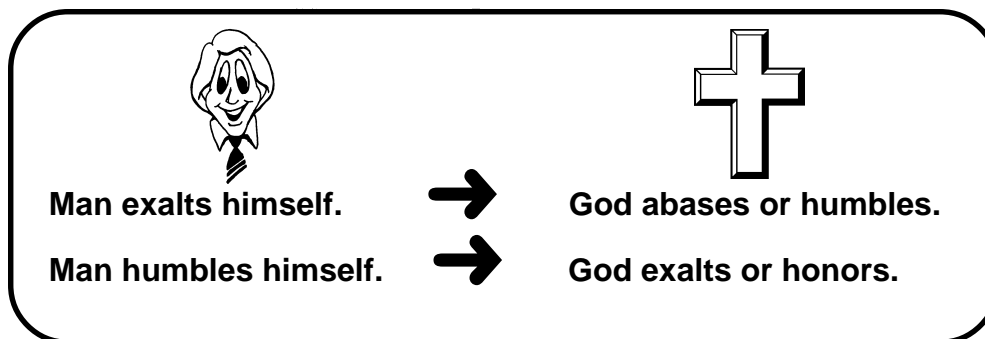 Man exalts himself. God abases or humbles.
Man humbles himself. God exalts or honors.